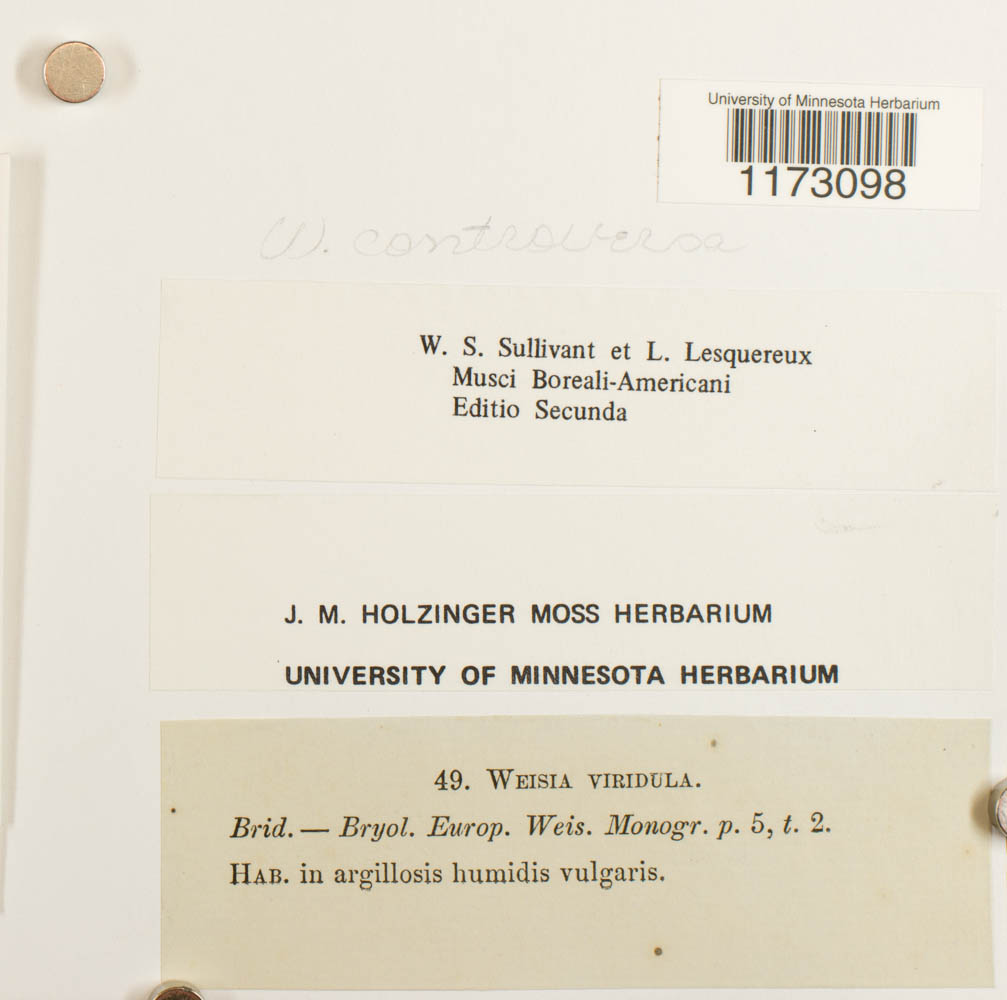 University of Minnesota Herbarium
1173098
W. controversa
W. S. Sullivant et L. Lesquereux
Musci Boreali-Americani
Editio Secunda
J. M. HOLZINGER MOSS HERBARIUM
UNIVERSITY OF MINNESOTA HERBARIUM
49. WEISIA VIRIDULA.
Brid. — Bryol. Europ. Weis. Monogr. p. 5, t. 2.
HAB. in argillosis humidis vulgaris.